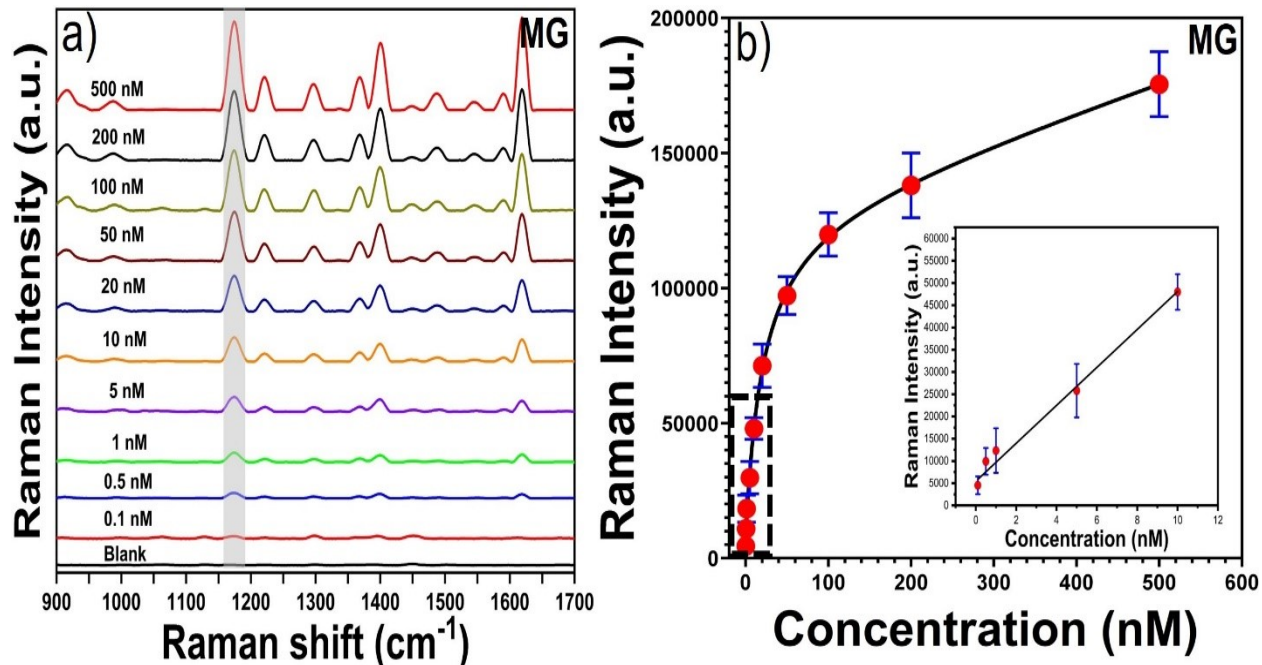 a)
MG
500 nM
200 nM
100 nM
50 nM
20 nM
10 nM
5 nM
1 nM
0.5 nM
0.1 nM
Blank
Raman Intensity (a.u.)
900 1000 1100 1200 1300 1400 1500 1600 1700
Raman shift (cm⁻¹)
b)
MG
200000
150000
100000
50000
0
Raman Intensity (a.u.)
0 100 200 300 400 500 600
Concentration (nM)
60000
55000
50000
45000
40000
35000
30000
25000
20000
15000
10000
5000
0
Raman Intensity (a.u.)
0 2 4 6 8 10 12
Concentration (nM)